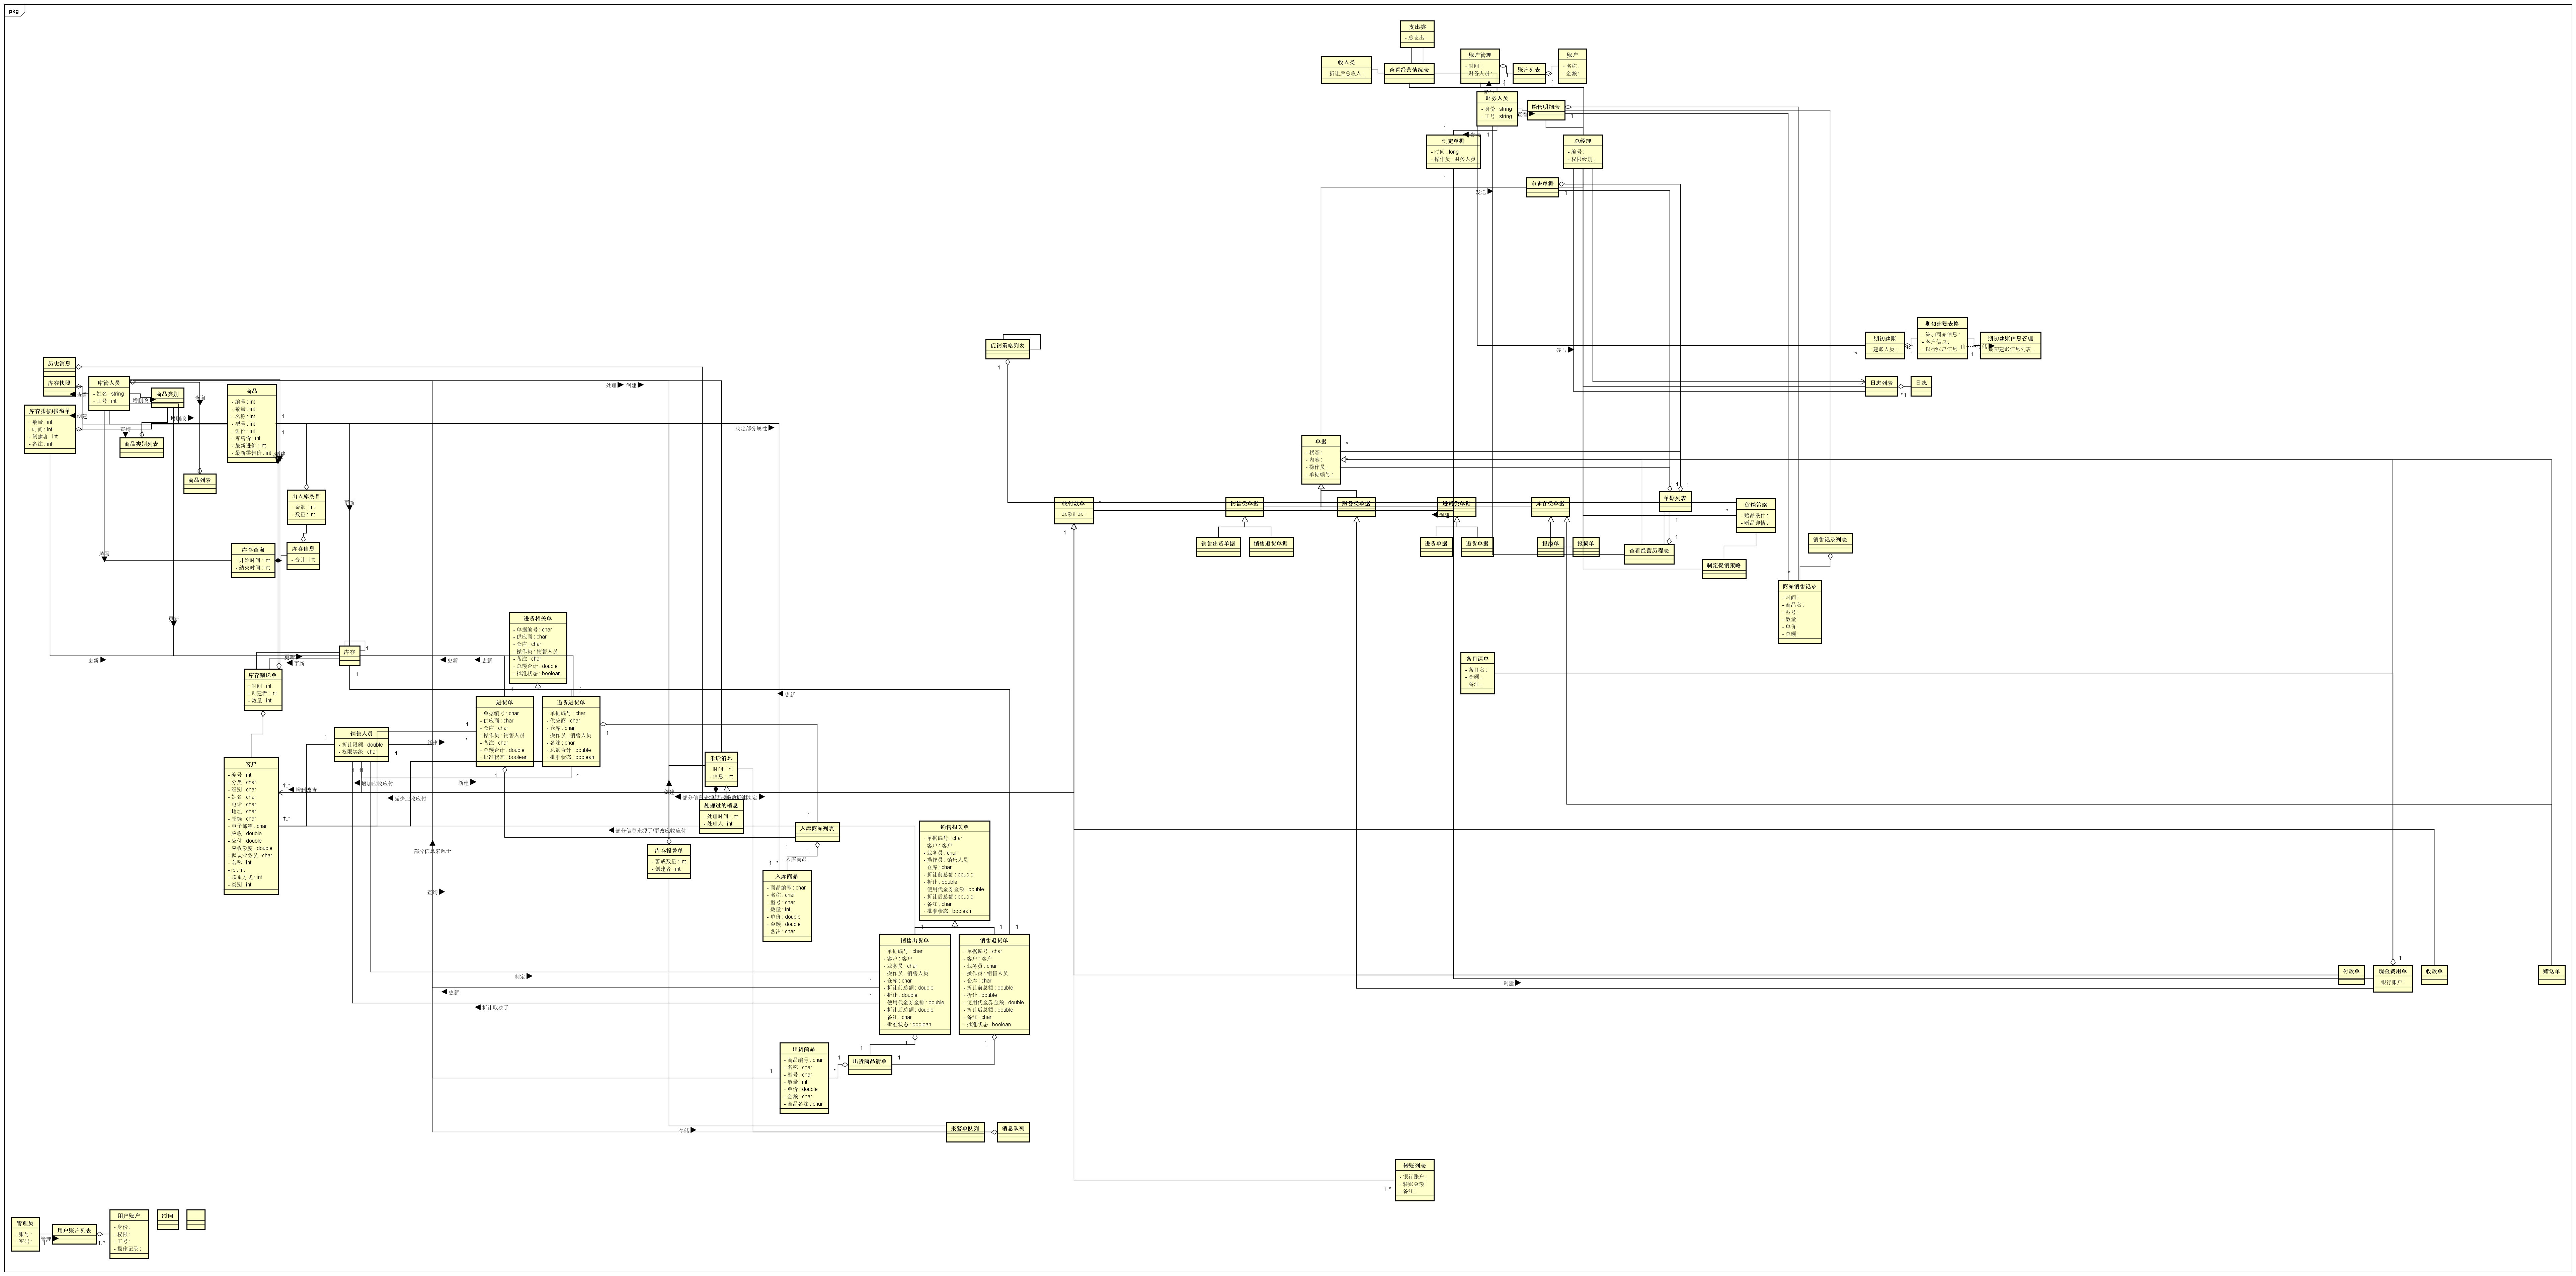 pkg
支出类
- 总支出 :
收入类
- 折让后总收入 :
查看经营情况表
账户管理
- 时间 :
- 财务人员 :
账户列表
账户
- 名称 :
- 金额 :
财务人员
- 身份 : string
- 工号 : string
销售明细表
制定单据
- 时间 : long
- 操作员 : 财务人员
总经理
- 编号 :
- 权限级别 :
审查单据
发送
促销策略列表
参与
期初建账
- 建账人员 :
期初建账表格
- 添加商品信息 :
- 客户信息 :
- 银行账户信息 :
期初建账信息管理
- 期初建账信息列表
日志列表
日志
历史消息
库存快照
库管人员
- 姓名 : string
- 工号 : int
商品类别
库存报损/报溢单
- 数量 : int
- 时间 : int
- 创建者 : int
- 备注 : int
商品类别列表
商品列表
商品
- 编号 : int
- 数量 : int
- 名称 : int
- 型号 : int
- 进价 : int
- 零售价 : int
- 最新进价 : int
- 最新零售价 : int
处理
创建
决定部分属性
出入库条目
- 金额 : int
- 数量 : int
库存查询
- 开始时间 : int
- 结束时间 : int
库存信息
- 合计 : int
单据
- 状态 :
- 内容 :
- 操作员 :
- 单据编号 :
收付款单
- 总额汇总 :
销售类单据
财务类单据
进货类单据
库存类单据
单据列表
促销策略
- 赠品条件 :
- 赠品详情 :
销售出货单据
销售退货单据
进货单据
退货单据
报溢单
报溢单
查看经营历程表
制定促销策略
销售记录列表
商品销售记录
- 时间 :
- 商品名 :
- 型号 :
- 数量 :
- 单价 :
- 总额 :
更新
库存
更新
更新
更新
更新
进货相关单
- 单据编号 : char
- 供应商 : char
- 仓库 : char
- 操作员 : 销售人员
- 备注 : char
- 总额合计 : double
- 批准状态 : boolean
条目清单
- 条目名 :
- 金额 :
- 备注 :
库存赠送单
- 时间 : int
- 创建者 : int
- 数量 : int
进货单
- 单据编号 : char
- 供应商 : char
- 仓库 : char
- 操作员 : 销售人员
- 备注 : char
- 总额合计 : double
- 批准状态 : boolean
退货进货单
- 单据编号 : char
- 供应商 : char
- 仓库 : char
- 操作员 : 销售人员
- 备注 : char
- 总额合计 : double
- 批准状态 : boolean
更新
销售人员
- 折让限额 : double
- 权限等级 : char
新建
新建
增加应收应付
减少应收应付
增删改查
客户
- 编号 : int
- 分类 : char
- 级别 : char
- 姓名 : char
- 电话 : char
- 地址 : char
- 邮编 : char
- 电子邮箱 : char
- 应收 : double
- 应付 : double
- 应收额度 : double
- 默认业务员 : char
- 名称 : int
- id : int
- 联系方式 : int
- 类别 : int
未读消息
- 时间 : int
- 信息 : int
处理过的消息
- 处理时间 : int
- 处理人 : int
部分信息来源于/更改应收应付
部分信息来源于
入库商品列表
- 入库商品
库存报警单
- 警戒数量 : int
- 创建者 : int
入库商品
- 商品编号 : char
- 名称 : char
- 型号 : char
- 数量 : int
- 单价 : double
- 金额 : double
- 备注 : char
查询
销售相关单
- 单据编号 : char
- 客户 : 客户
- 业务员 : char
- 操作员 : 销售人员
- 仓库 : char
- 折让前总额 : double
- 折让 : double
- 使用代金券金额 : double
- 折让后总额 : double
- 备注 : char
- 批准状态 : boolean
销售出货单
- 单据编号 : char
- 客户 : 客户
- 业务员 : char
- 操作员 : 销售人员
- 仓库 : char
- 折让前总额 : double
- 折让 : double
- 使用代金券金额 : double
- 折让后总额 : double
- 备注 : char
- 批准状态 : boolean
销售退货单
- 单据编号 : char
- 客户 : 客户
- 业务员 : char
- 操作员 : 销售人员
- 仓库 : char
- 折让前总额 : double
- 折让 : double
- 使用代金券金额 : double
- 折让后总额 : double
- 备注 : char
- 批准状态 : boolean
制定
更新
折让取决于
创建
付款单
现金费用单
- 银行账户 :
收款单
赠送单
出货商品
- 商品编号 : char
- 名称 : char
- 型号 : char
- 数量 : int
- 单价 : double
- 金额 : char
- 商品备注 : char
出货商品清单
存储
报警单队列
消息队列
转账列表
- 银行账户 :
- 转账金额 :
- 备注 :
1..*
管理员
- 账号 :
- 密码 :
管理
用户账户列表
1..*
用户账户
- 身份 :
- 权限 :
- 工号 :
- 操作记录 :
时间